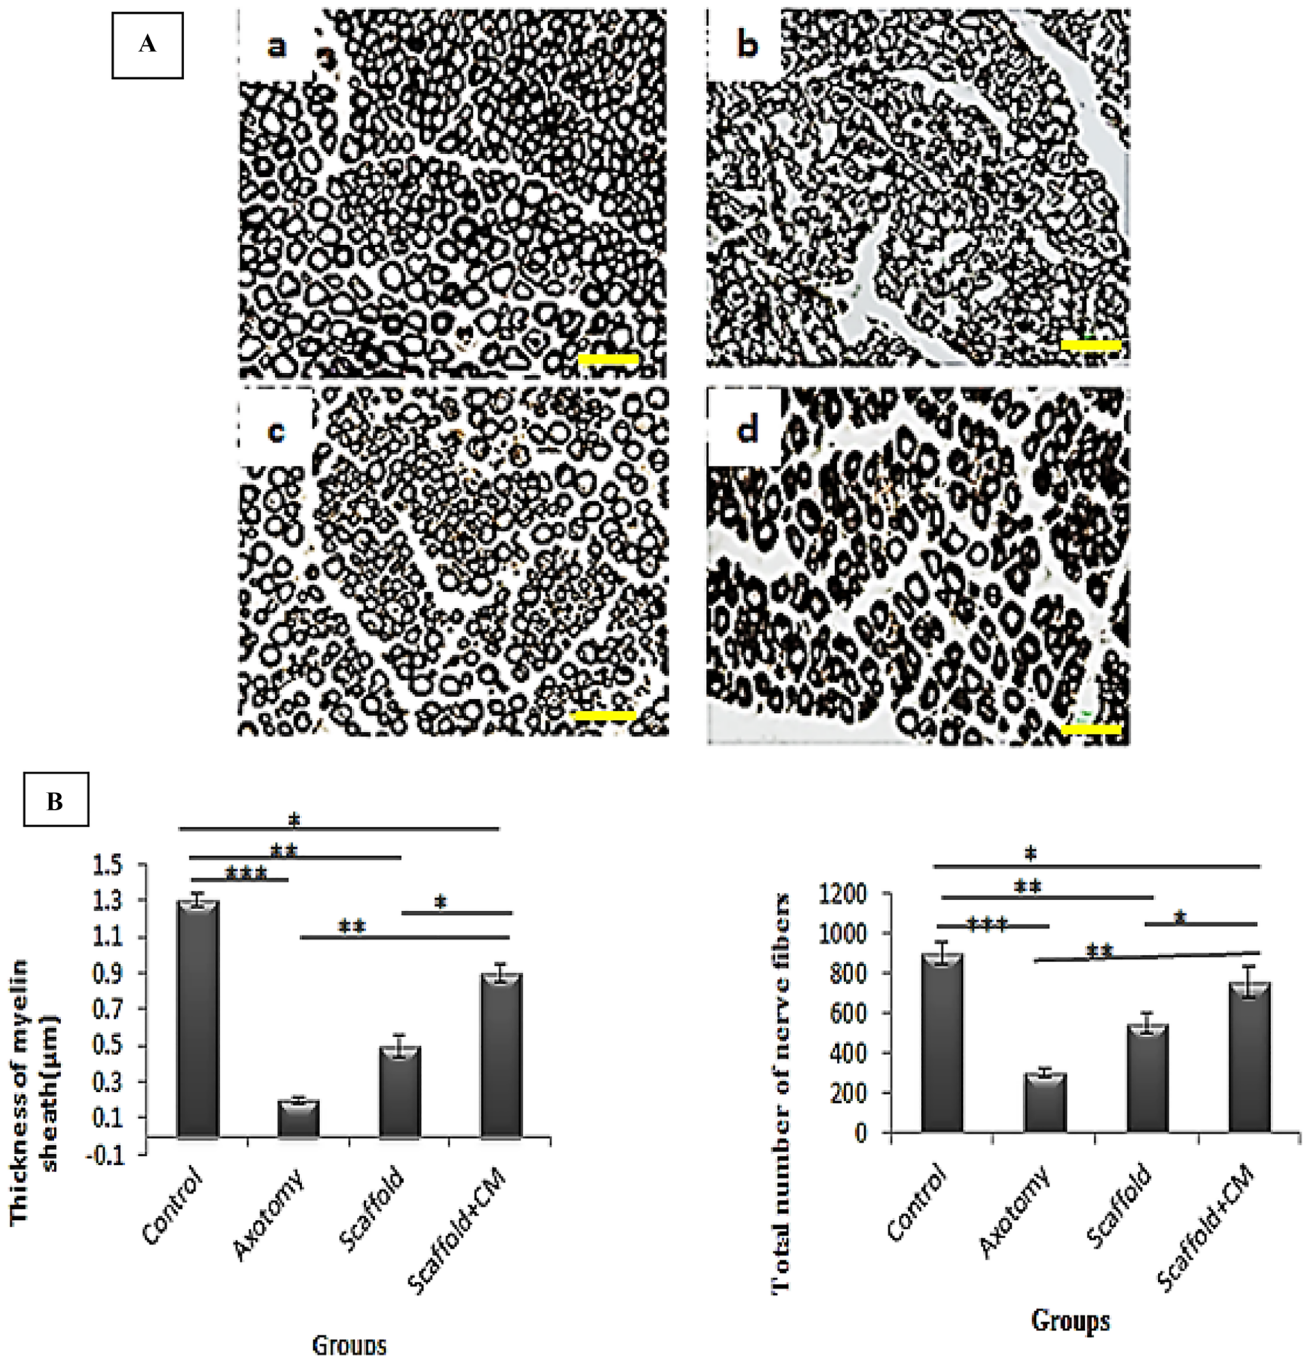 A
a
b
c
d
B
*
**
***
*
**
1.5
1.3
1.1
0.9
0.7
0.5
0.3
0.1
-0.1
Thickness of myelin
sheath(µm)
Control
Axotomy
Scaffold
Scaffold+CM
Groups
*
**
***
*
**
1200
1000
800
600
400
200
0
Total number of nerve fibers
Control
Axotomy
Scaffold
Scaffold+CM
Groups